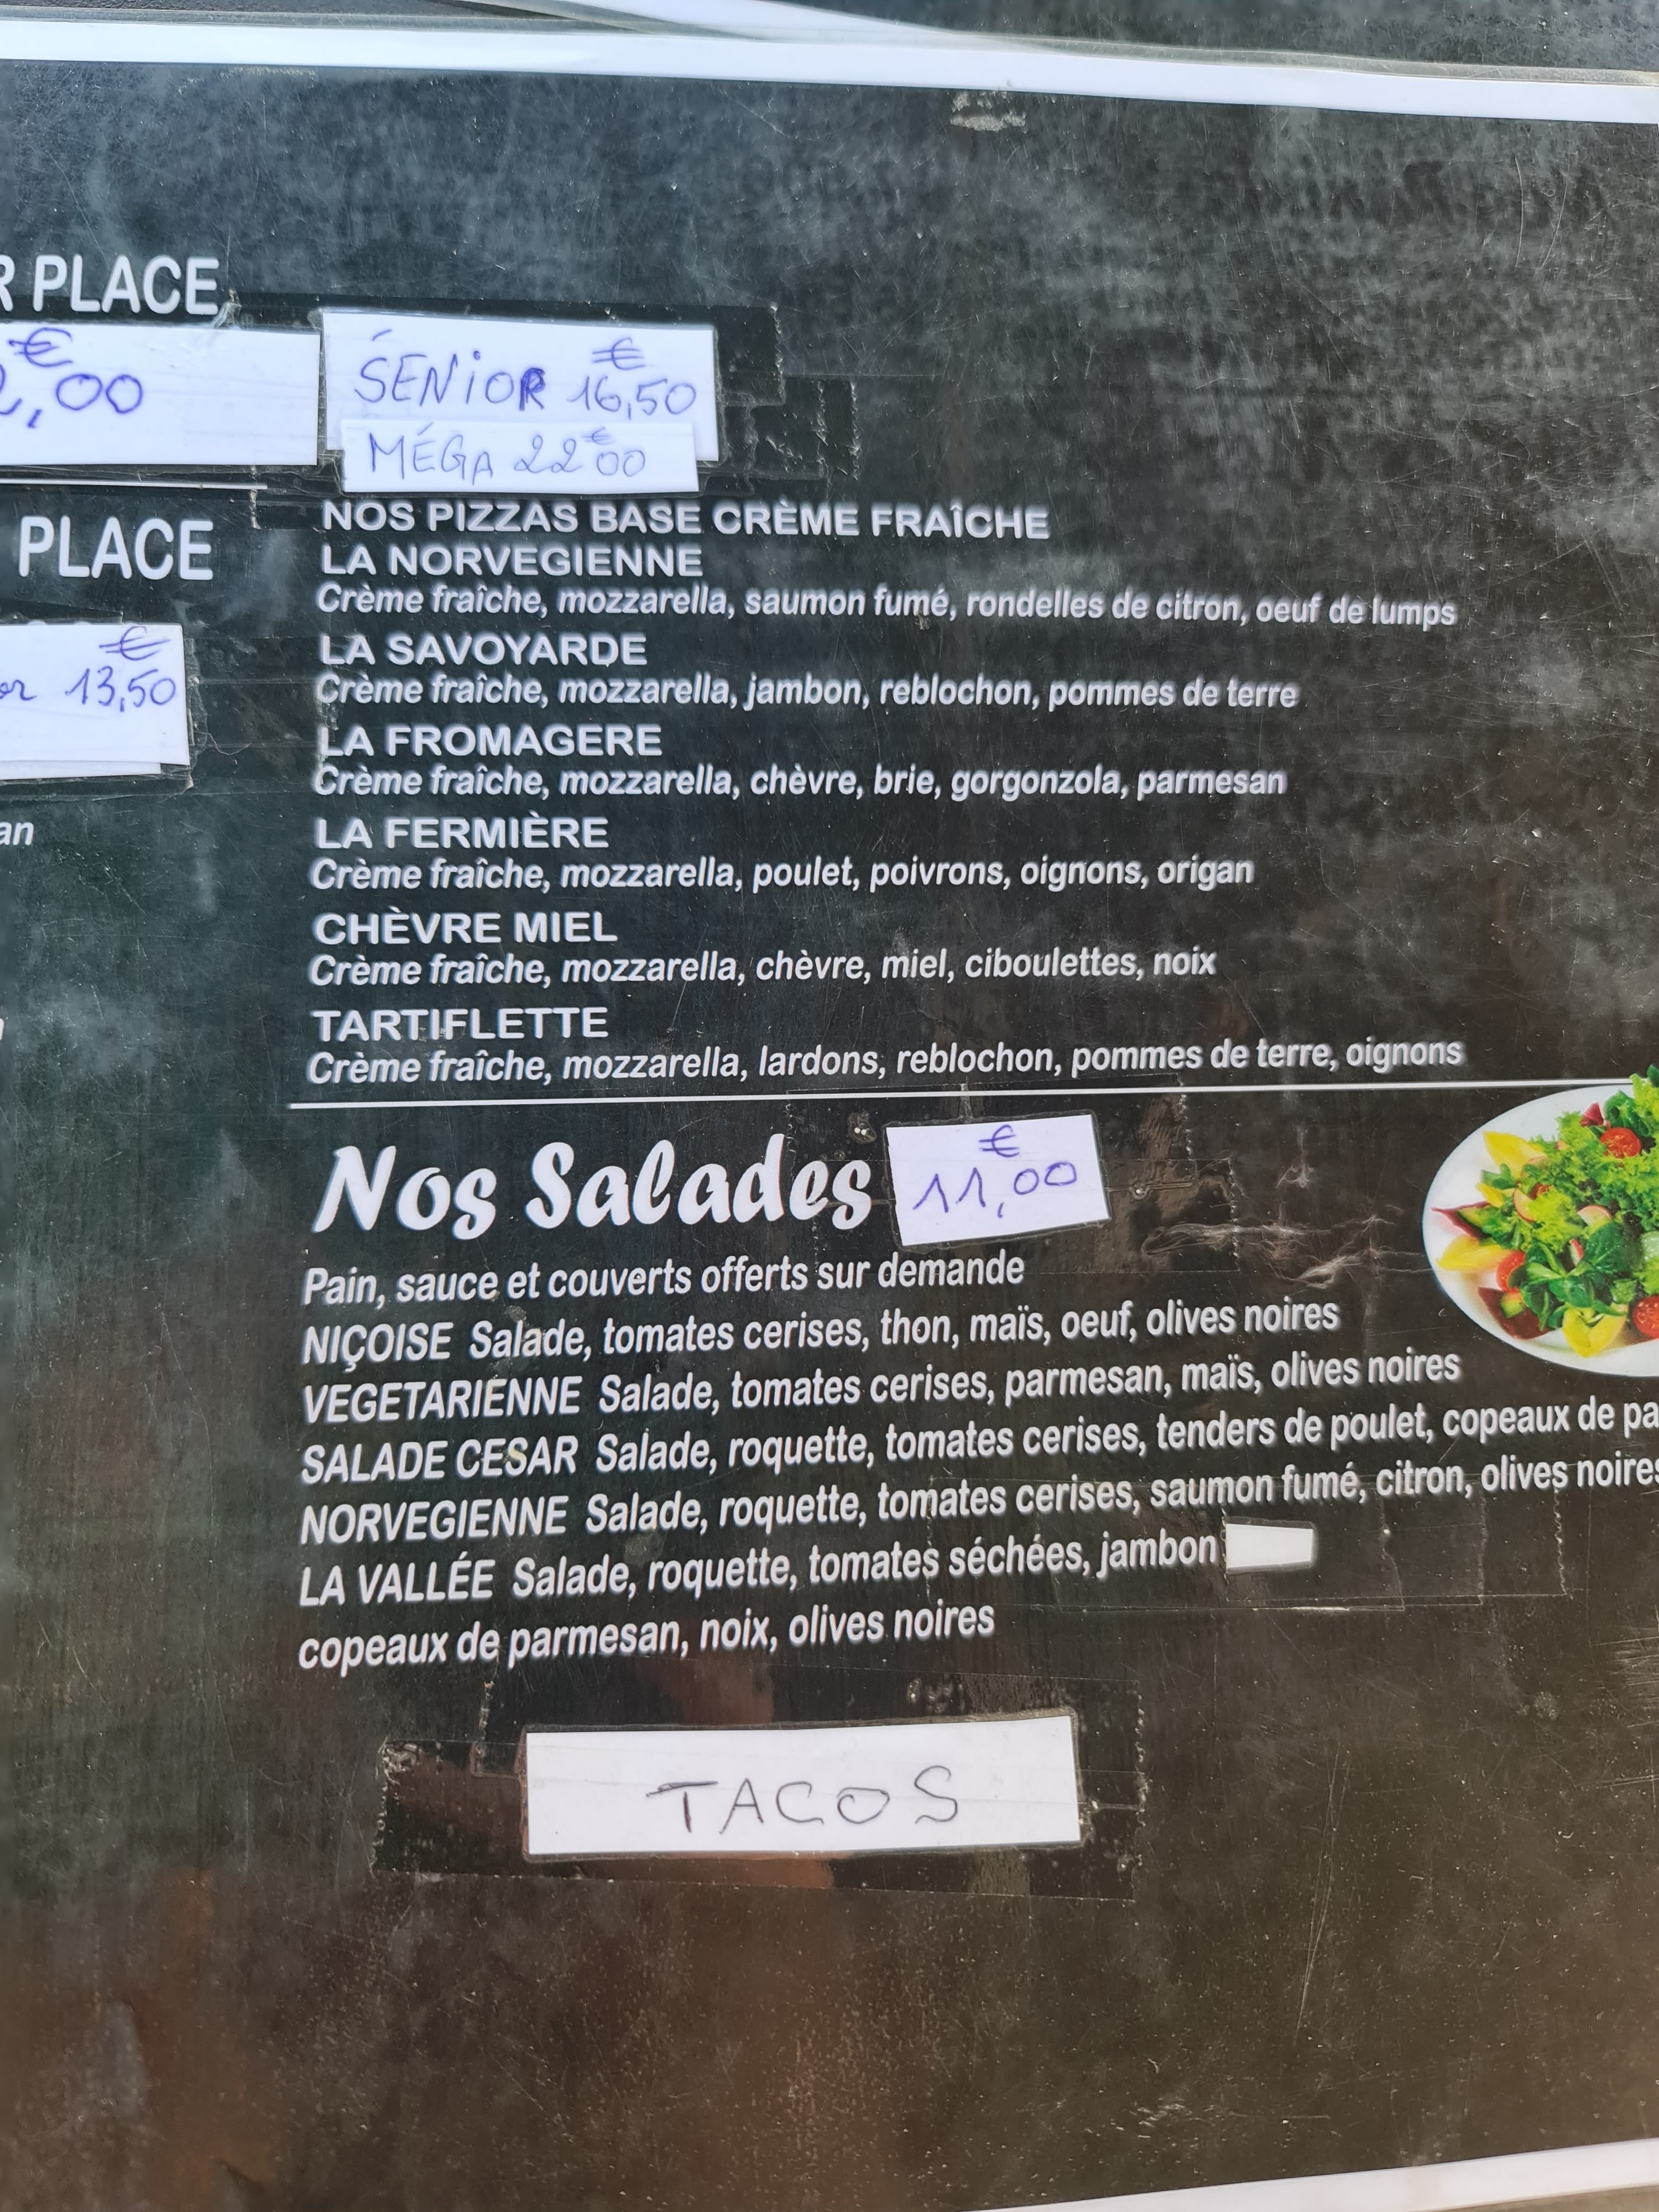 R PLACE
€
,00
SENiOR 16,50 €
MÉGA 22€00
PLACE
€
or 13,50
an
NOS PIZZAS BASE CRÈME FRAÎCHE
LA NORVEGIENNE
Crème fraîche, mozzarella, saumon fumé, rondelles de citron, oeuf de lumps
LA SAVOYARDE
Crème fraîche, mozzarella, jambon, reblochon, pommes de terre
LA FROMAGERE
Crème fraîche, mozzarella, chèvre, brie, gorgonzola, parmesan
LA FERMIÈRE
Crème fraîche, mozzarella, poulet, poivrons, oignons, origan
CHÈVRE MIEL
Crème fraîche, mozzarella, chèvre, miel, ciboulettes, noix
TARTIFLETTE
Crème fraîche, mozzarella, lardons, reblochon, pommes de terre, oignons
Nos Salades 11,00 €
Pain, sauce et couverts offerts sur demande
NIÇOISE Salade, tomates cerises, thon, maïs, oeuf, olives noires
VEGETARIENNE Salade, tomates cerises, parmesan, maïs, olives noires
SALADE CESAR Salade, roquette, tomates cerises, tenders de poulet, copeaux de pa
NORVEGIENNE Salade, roquette, tomates cerises, saumon fumé, citron, olives noires
LA VALLÉE Salade, roquette, tomates séchées, jambon
copeaux de parmesan, noix, olives noires
TACOS